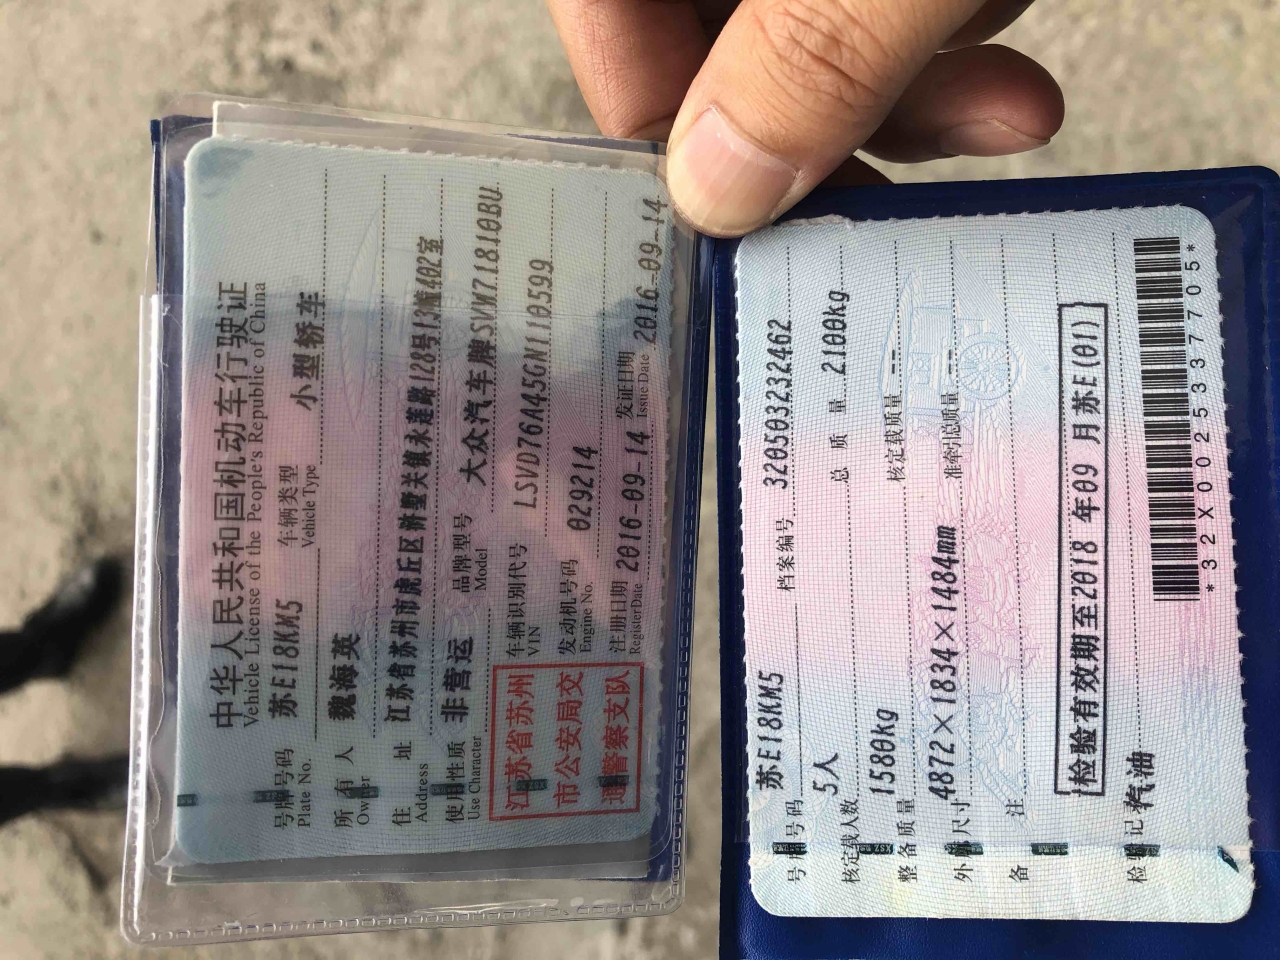 中华人民共和国机动车行驶证
Vehicle License of the People's Republic of China
号牌号码 Plate No. 苏E18KM5 车辆类型 Vehicle Type 小型轿车
所有人 Owner 魏海英
住址 Address 江苏省苏州市虎丘区浒墅关镇永莲路128号13幢402室
使用性质 Use Character 非营运 品牌型号 Model 大众汽车牌SVW71810BU
江苏省苏州
市公安局交
通警察支队
车辆识别代号 VIN LSVD76A45GN110599
发动机号码 Engine No. 029214
注册日期 Register Date 2016-09-14 发证日期 Issue Date 2016-09-14
号牌号码 苏E18KM5 档案编号 320503232462
核定载人数 5人 总质量 2100kg
整备质量 1580kg 核定载质量 --
外廓尺寸 4872×1834×1484mm 准牵引总质量 --
备注
检验有效期至2018年09月苏E(01)
检验记 汽油
*32X0025337705*